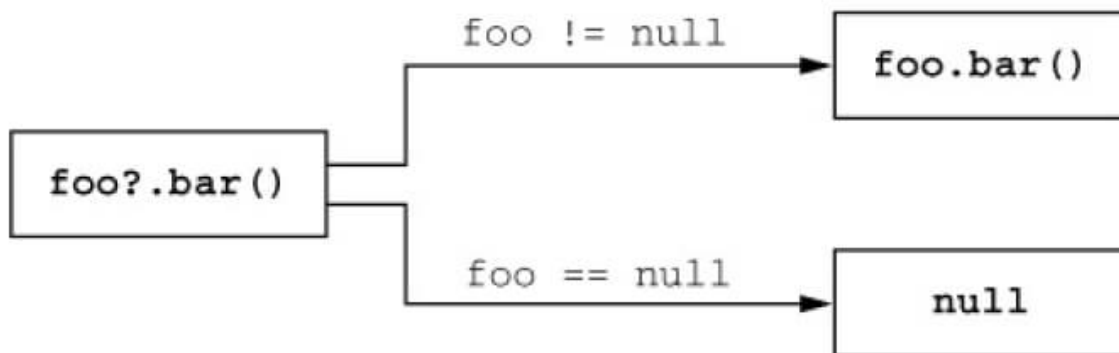 foo != null
foo.bar()
foo?.bar()
foo == null
null